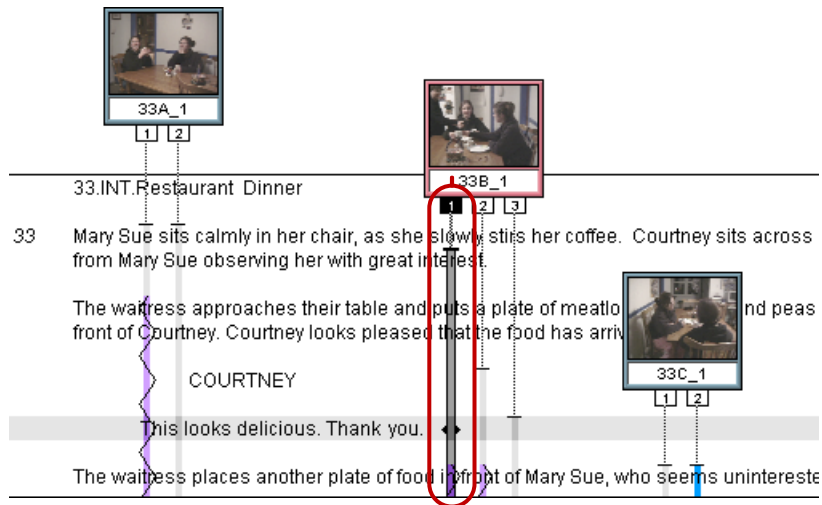 33A_1
1 2
33B_1
1 2 3
33.INT.Restaurant Dinner
33 Mary Sue sits calmly in her chair, as she slowly stirs her coffee. Courtney sits across
from Mary Sue observing her with great interest.
33C_1
1 2
The waitress approaches their table and puts a plate of meatlo nd peas
front of Courtney. Courtney looks pleased that the food has arriv
COURTNEY
This looks delicious. Thank you.
The waitress places another plate of food in front of Mary Sue, who seems142 unintereste